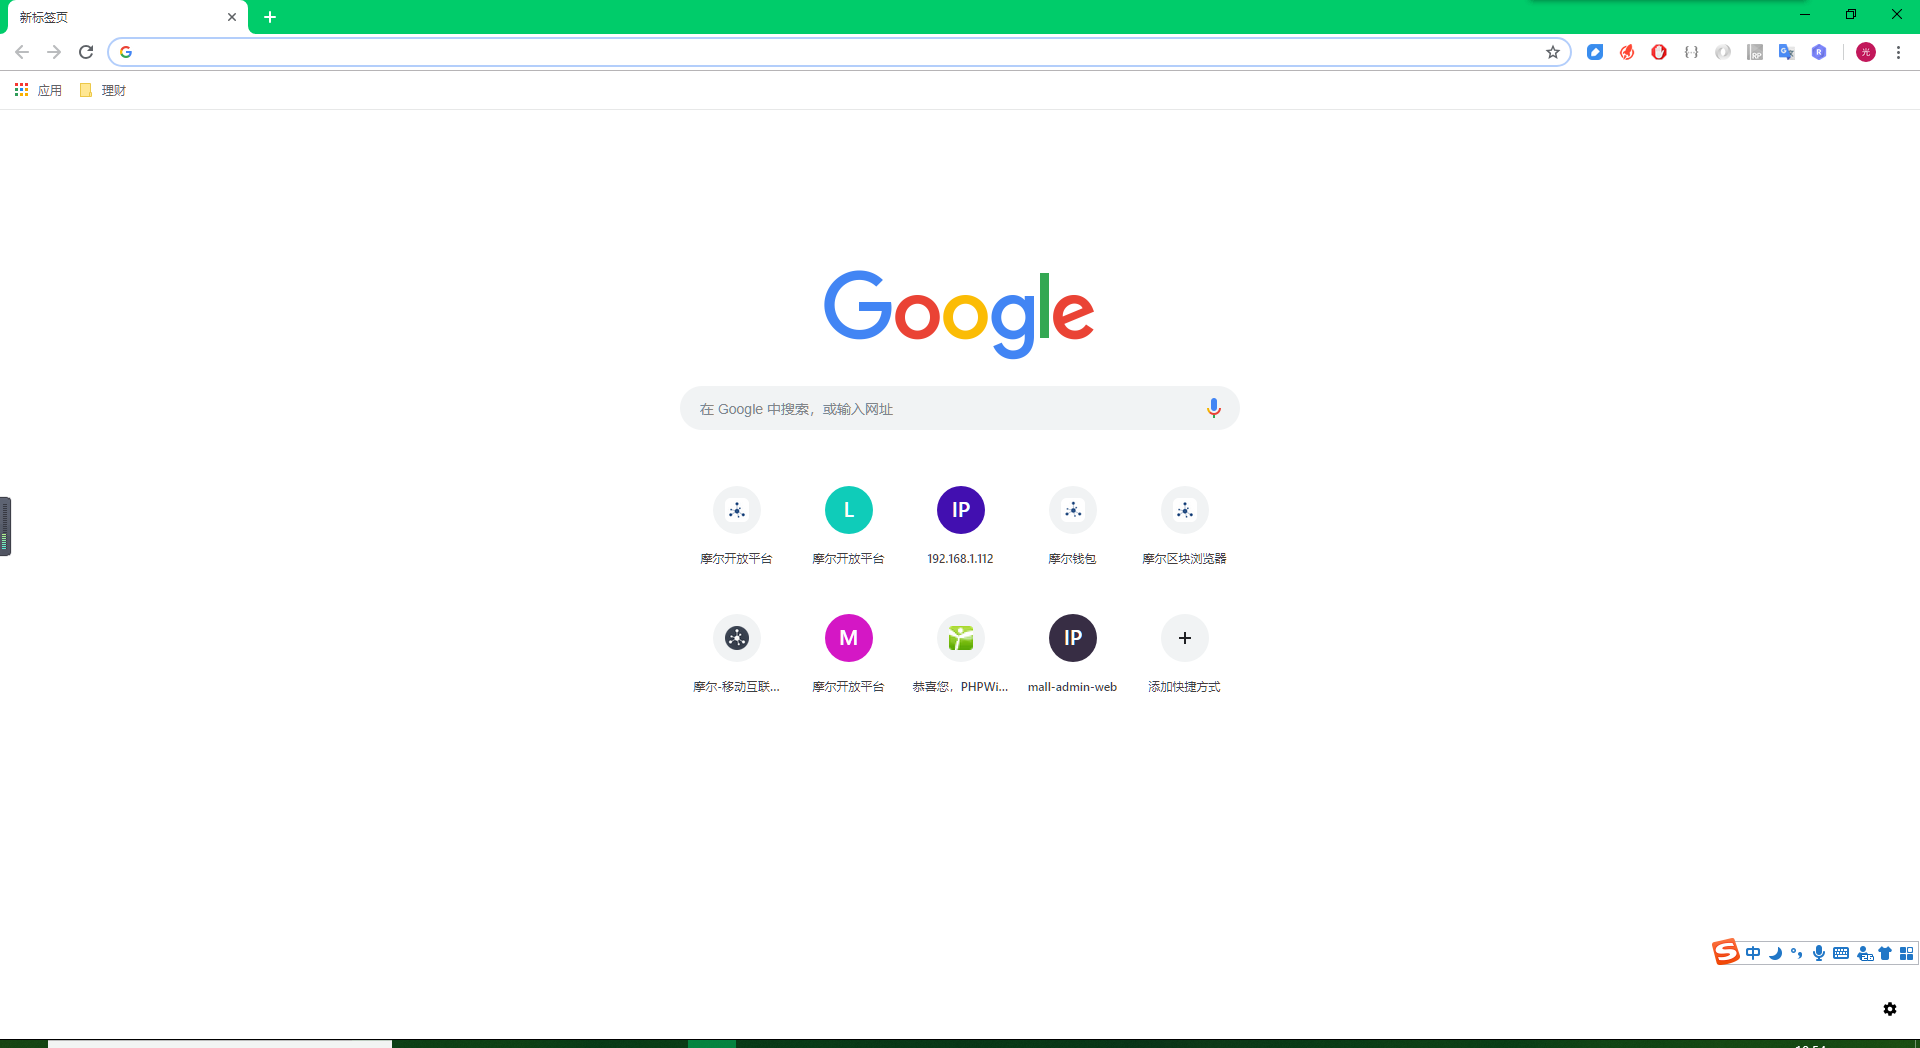 新标签页
光
应用
理财
Google
在 Google 中搜索，或输入网址
摩尔开放平台
L
摩尔开放平台
IP
192.168.1.112
摩尔钱包
摩尔区块浏览器
摩尔-移动互联...
M
摩尔开放平台
恭喜您，PHPWi...
IP
mall-admin-web
添加快捷方式
中